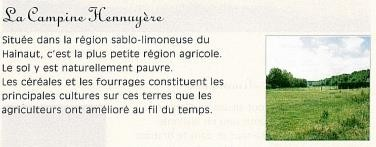 La Campine Hennuyère
Située dans la région sablo-limoneuse du
Hainaut, c'est la plus petite région agricole.
Le sol y est naturellement pauvre.
Les céréales et les fourrages constituent les
principales cultures sur ces terres que les
agriculteurs ont amélioré au fil du temps.